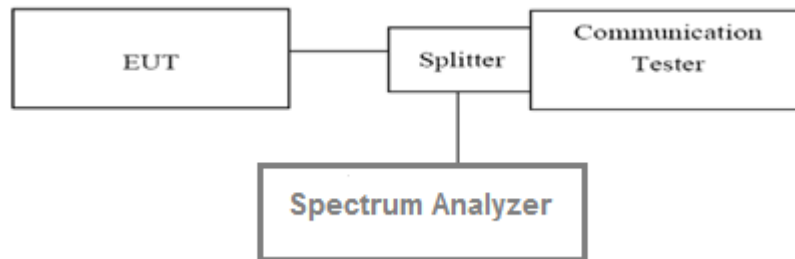 EUT
Splitter
Communication
Tester
Spectrum Analyzer